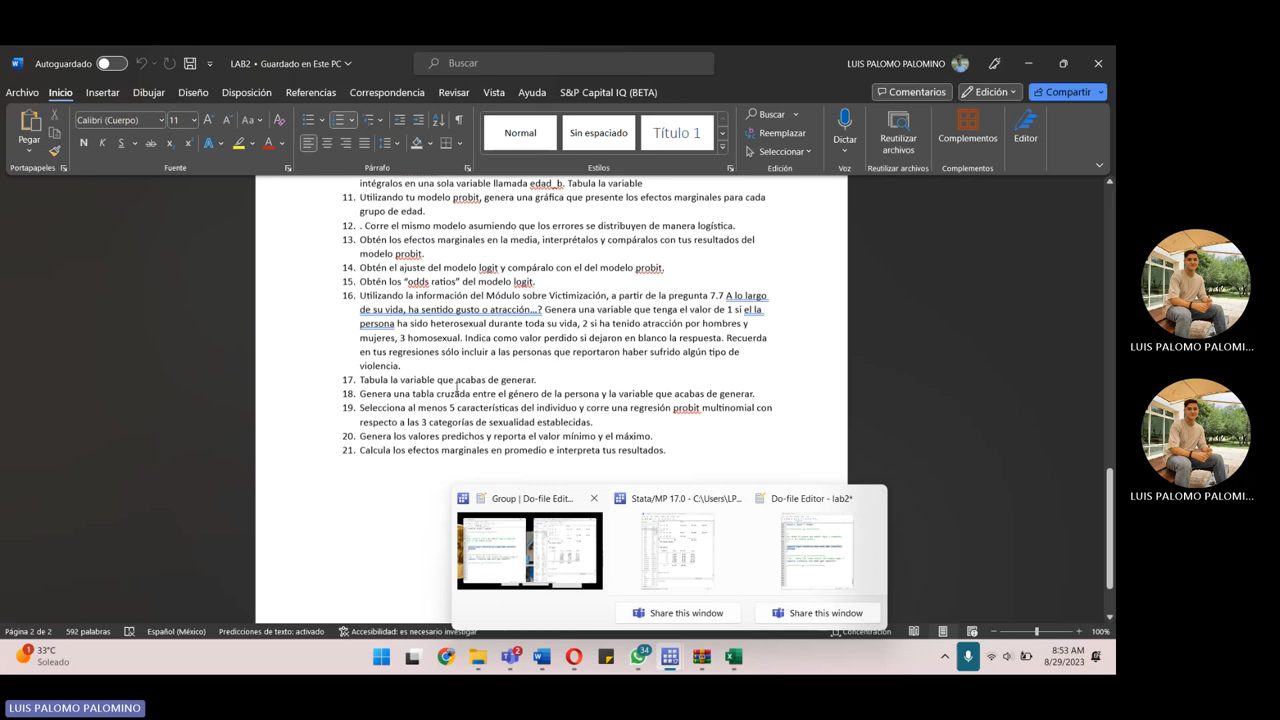 Autoguardado
LAB2 • Guardado en Este PC
Buscar
LUIS PALOMO PALOMINO
Archivo Inicio Insertar Dibujar Diseño Disposición Referencias Correspondencia Revisar Vista Ayuda S&P Capital IQ (BETA)
Comentarios Edición Compartir
Pegar
Portapapeles
Calibri (Cuerpo) 11
Fuente
Párrafo
Normal Sin espaciado Título 1
Estilos
Buscar
Reemplazar
Seleccionar
Edición
Dictar
Voz
Reutilizar archivos
Reutilizar archivos
Complementos
Complementos
Editor
intégralos en una sola variable llamada edad_b. Tabula la variable
11. Utilizando tu modelo probit, genera una gráfica que presente los efectos marginales para cada
grupo de edad.
12. . Corre el mismo modelo asumiendo que los errores se distribuyen de manera logística.
13. Obtén los efectos marginales en la media, interprétalos y compáralos con tus resultados del
modelo probit.
14. Obtén el ajuste del modelo logit y compáralo con el del modelo probit.
15. Obtén los “odds ratios” del modelo logit.
16. Utilizando la información del Módulo sobre Victimización, a partir de la pregunta 7.7 A lo largo
de su vida, ha sentido gusto o atracción...? Genera una variable que tenga el valor de 1 si el la
persona ha sido heterosexual durante toda su vida, 2 si ha tenido atracción por hombres y
mujeres, 3 homosexual. Indica como valor perdido si dejaron en blanco la respuesta. Recuerda
en tus regresiones sólo incluir a las personas que reportaron haber sufrido algún tipo de
violencia.
17. Tabula la variable que acabas de generar.
18. Genera una tabla cruzada entre el género de la persona y la variable que acabas de generar.
19. Selecciona al menos 5 características del individuo y corre una regresión probit multinomial con
respecto a las 3 categorías de sexualidad establecidas.
20. Genera los valores predichos y reporta el valor mínimo y el máximo.
21. Calcula los efectos marginales en promedio e interpreta tus resultados.
Group | Do-file Edit...
Stata/MP 17.0 - C:\Users\LP...
Do-file Editor - lab2*
Share this window
Share this window
Página 2 de 2 592 palabras Español (México) Predicciones de texto: activado Accesibilidad: es necesario investigar Concentración 100%
33°C
Soleado
2
34
8:53 AM
8/29/2023
LUIS PALOMO PALOMINO
LUIS PALOMO PALOMINO
LUIS PALOMO PALOMINO